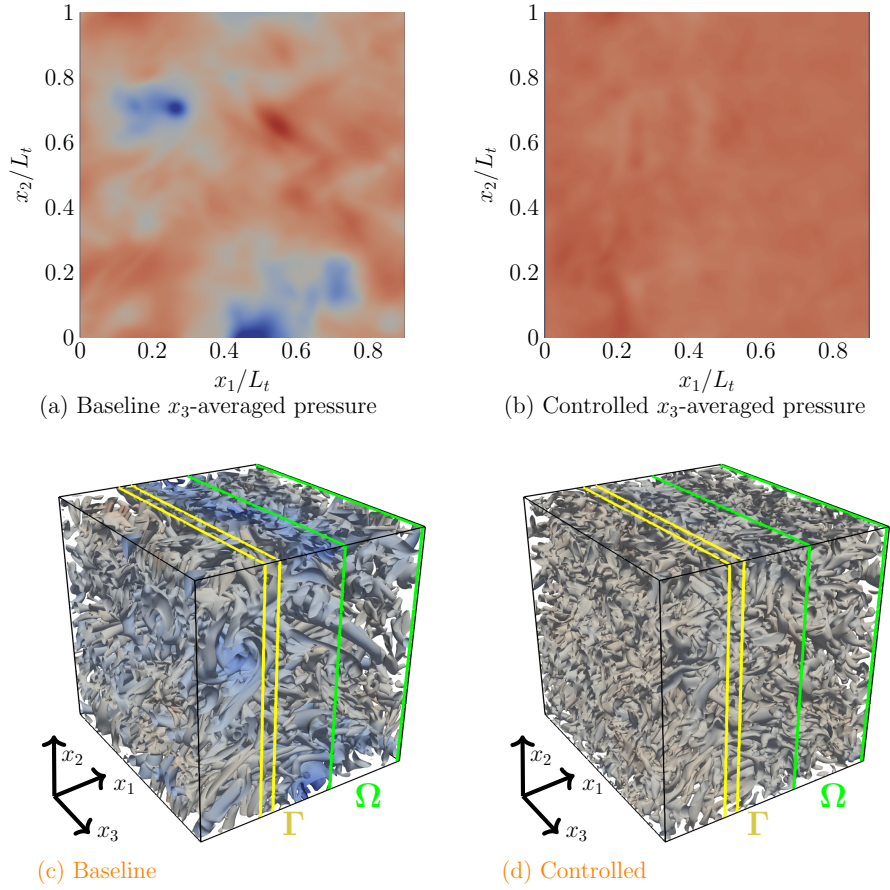 1
0.8
0.6
0.4
0.2
0
x₂/Lₜ
0
0.2
0.4
0.6
0.8
x₁/Lₜ
(a) Baseline x₃-averaged pressure
1
0.8
0.6
0.4
0.2
0
x₂/Lₜ
0
0.2
0.4
0.6
0.8
x₁/Lₜ
(b) Controlled x₃-averaged pressure
x₂
x₁
x₃
Γ
Ω
(c) Baseline
x₂
x₁
x₃
Γ
Ω
(d) Controlled